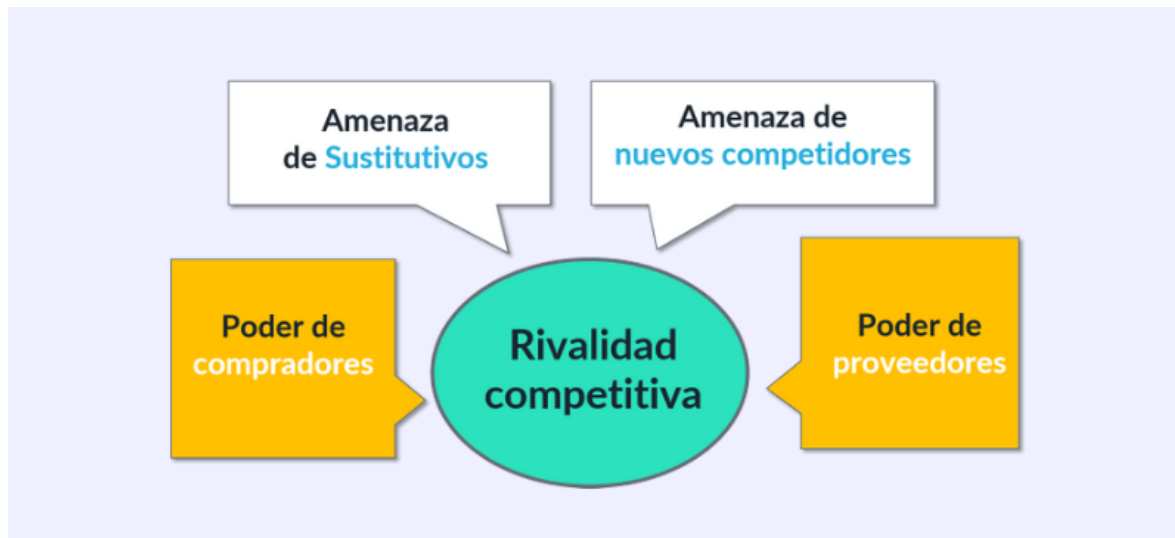 Amenaza
de Sustitutivos
Amenaza de
nuevos competidores
Poder de
compradores
Rivalidad
competitiva
Poder de
proveedores